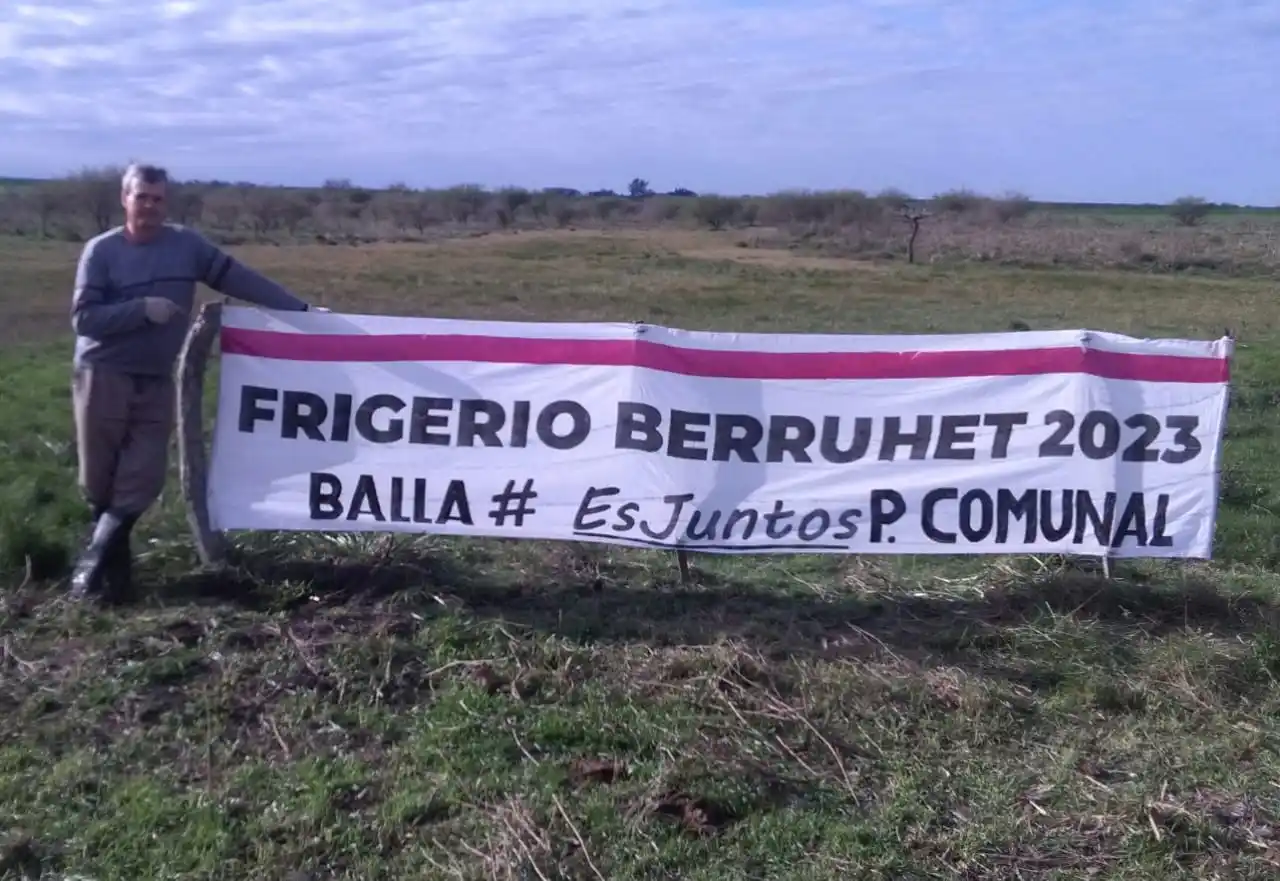 FRIGERIO BERRUHET 2023
BALLA # EsJuntos P. COMUNAL